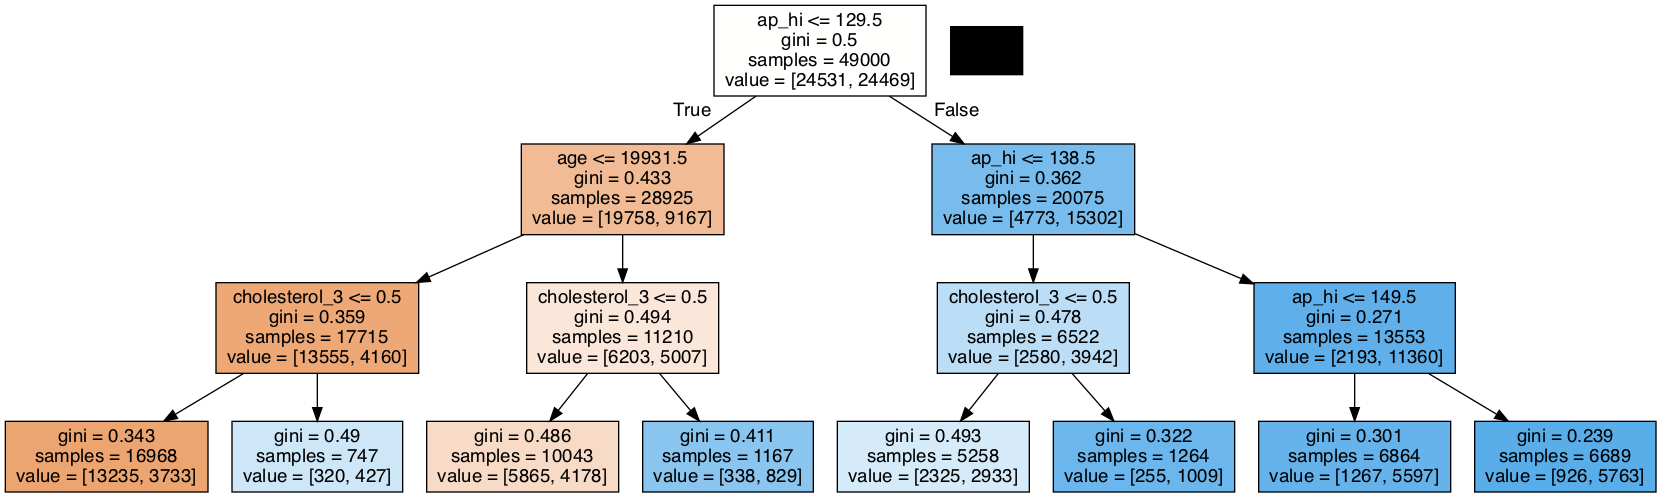 ap_hi <= 129.5
gini = 0.5
samples = 49000
value = [24531, 24469]
True
False
age <= 19931.5
gini = 0.433
samples = 28925
value = [19758, 9167]
ap_hi <= 138.5
gini = 0.362
samples = 20075
value = [4773, 15302]
cholesterol_3 <= 0.5
gini = 0.359
samples = 17715
value = [13555, 4160]
cholesterol_3 <= 0.5
gini = 0.494
samples = 11210
value = [6203, 5007]
cholesterol_3 <= 0.5
gini = 0.478
samples = 6522
value = [2580, 3942]
ap_hi <= 149.5
gini = 0.271
samples = 13553
value = [2193, 11360]
gini = 0.343
samples = 16968
value = [13235, 3733]
gini = 0.49
samples = 747
value = [320, 427]
gini = 0.486
samples = 10043
value = [5865, 4178]
gini = 0.411
samples = 1167
value = [338, 829]
gini = 0.493
samples = 5258
value = [2325, 2933]
gini = 0.322
samples = 1264
value = [255, 1009]
gini = 0.301
samples = 6864
value = [1267, 5597]
gini = 0.239
samples = 6689
value = [926, 5763]